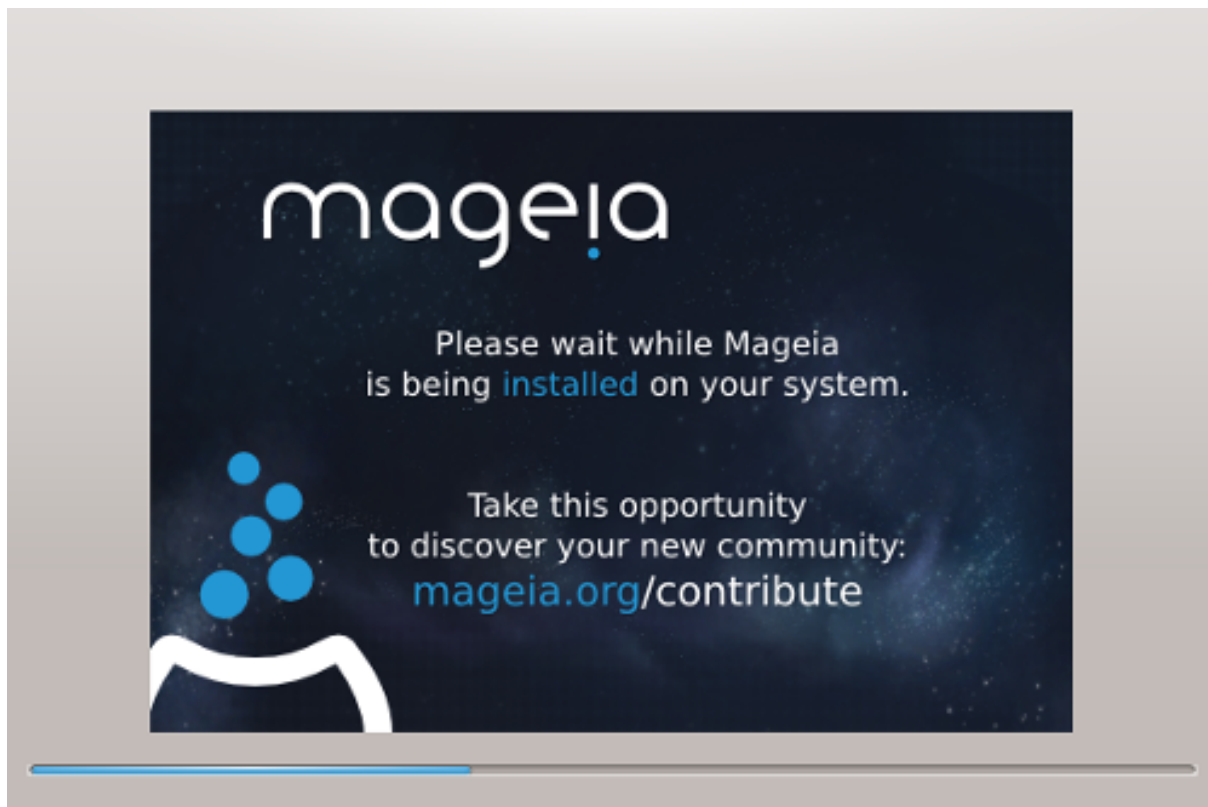 mageia
Please wait while Mageia
is being installed on your system.
Take this opportunity
to discover your new community:
mageia.org/contribute